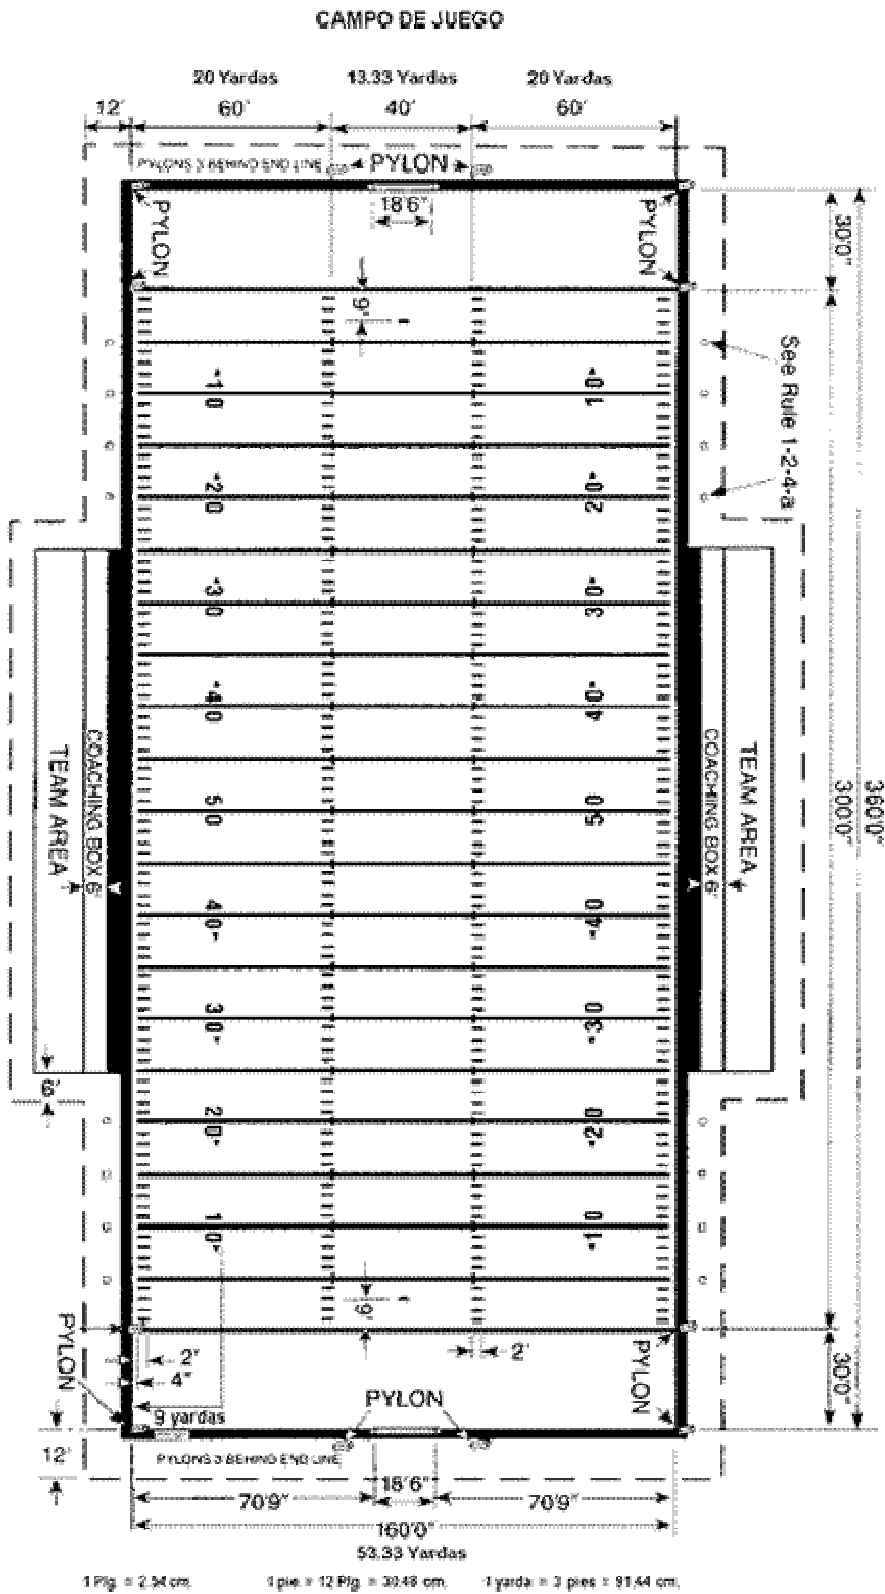 CAMPO DE JUEGO
20 Yardas 13.33 Yardas 20 Yardas
12' 60' 40' 60'
PYLONS 3 BEHIND END LINE PYLON
18'6"
PYLON PYLON 30'0"
9"
See Rule 1-2-4-a
10 10
20 20
30 30
40 40
50 50
40 40
30 30
20 20
10 10
TEAM AREA COACHING BOX 6' COACHING BOX 6' TEAM AREA
300'0" 360'0"
6'
2" 2'
4"
9 yardas
PYLON PYLON PYLON 30'0"
12' PYLONS 3 BEHIND END LINE
70'9" 18'6" 70'9"
160'0"
53.33 Yardas
1 Plg. = 2.54 cm. 1 pie = 12 Plg = 30.48 cm. 1 yarda = 3 pies = 91.44 cm.